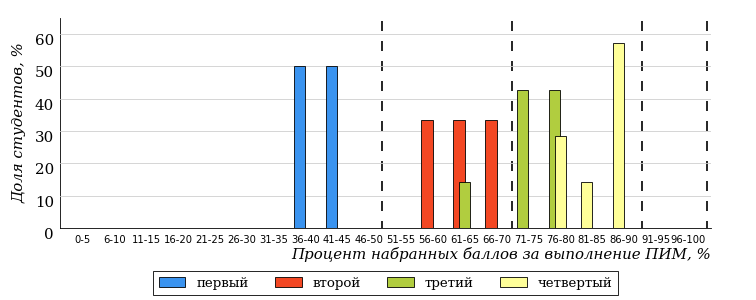 Доля студентов, %
60
50
40
30
20
10
0
0-5 6-10 11-15 16-20 21-25 26-30 31-35 36-40 41-45 46-50 51-55 56-60 61-65 66-70 71-75 76-80 81-85 86-90 91-95 96-100
Процент набранных баллов за выполнение ПИМ, %
первый второй третий четвертый